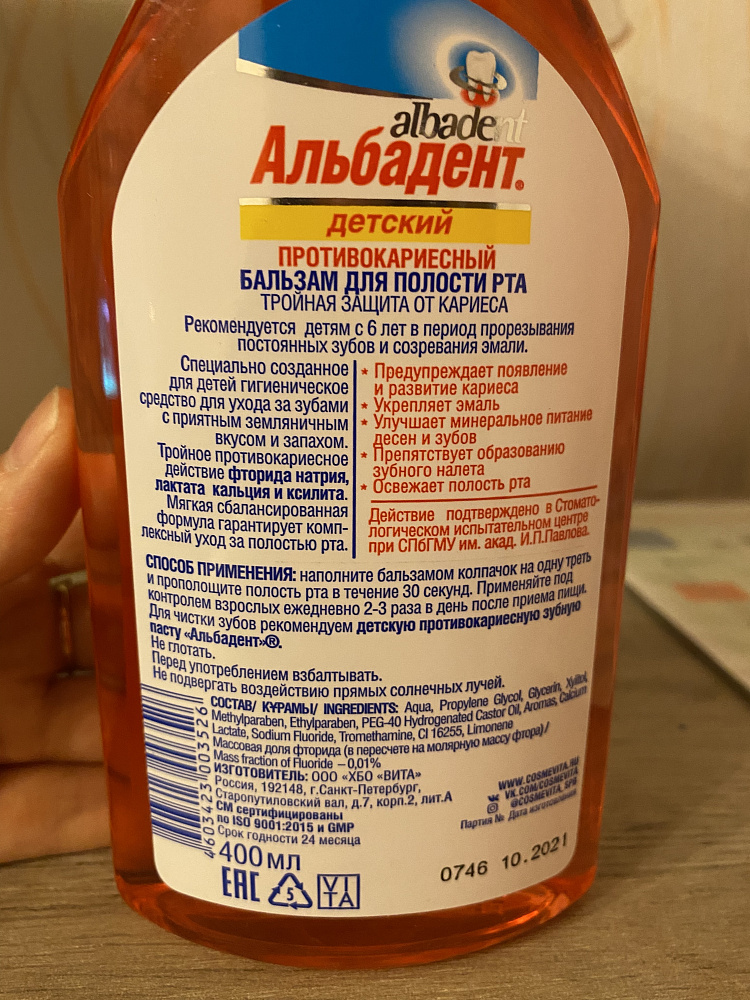 albadent
Альбадент®
детский
ПРОТИВОКАРИЕСНЫЙ
БАЛЬЗАМ ДЛЯ ПОЛОСТИ РТА
ТРОЙНАЯ ЗАЩИТА ОТ КАРИЕСА
Рекомендуется детям с 6 лет в период прорезывания
постоянных зубов и созревания эмали.
Специально созданное
для детей гигиеническое
средство для ухода за зубами
с приятным земляничным
вкусом и запахом.
Тройное противокариесное
действие фторида натрия,
лактата кальция и ксилита.
Мягкая сбалансированная
формула гарантирует комп-
лексный уход за полостью рта.
* Предупреждает появление
и развитие кариеса
* Укрепляет эмаль
* Улучшает минеральное питание
десен и зубов
* Препятствует образованию
зубного налета
* Освежает полость рта
Действие подтверждено в Стомато-
логическом испытательном центре
при СПбГМУ им. акад. И.П.Павлова.
СПОСОБ ПРИМЕНЕНИЯ: наполните бальзамом колпачок на одну треть
и прополощите полость рта в течение 30 секунд. Применяйте под
контролем взрослых ежедневно 2-3 раза в день после приема пищи.
Для чистки зубов рекомендуем детскую противокариесную зубную
пасту «Альбадент»®.
Не глотать.
Перед употреблением взбалтывать.
Не подвергать воздействию прямых солнечных лучей.
СОСТАВ/ КҰРАМЫ/ INGREDIENTS: Aqua, Propylene Glycol, Glycerin, Xylitol,
Methylparaben, Ethylparaben, PEG-40 Hydrogenated Castor Oil, Aromas, Calcium
Lactate, Sodium Fluoride, Tromethamine, CI 16255, Limonene
Массовая доля фторида (в пересчете на молярную массу фтора)/
Mass fraction of Fluoride – 0,01%
ИЗГОТОВИТЕЛЬ: ООО «ХБО «ВИТА»
Россия, 192148, г.Санкт-Петербург,
Старопутиловский вал, д.7, корп.2, лит.А
СМ сертифицированы
по ISO 9001:2015 и GMP
Срок годности 24 месяца
4603423003526
WWW.COSMEVITA.RU
VK.COM/COSMEVITA
@COSMEVITA_SPB
Партия № Дата изготовления
400 мл
0746 10.2021
EAC
5
VITA